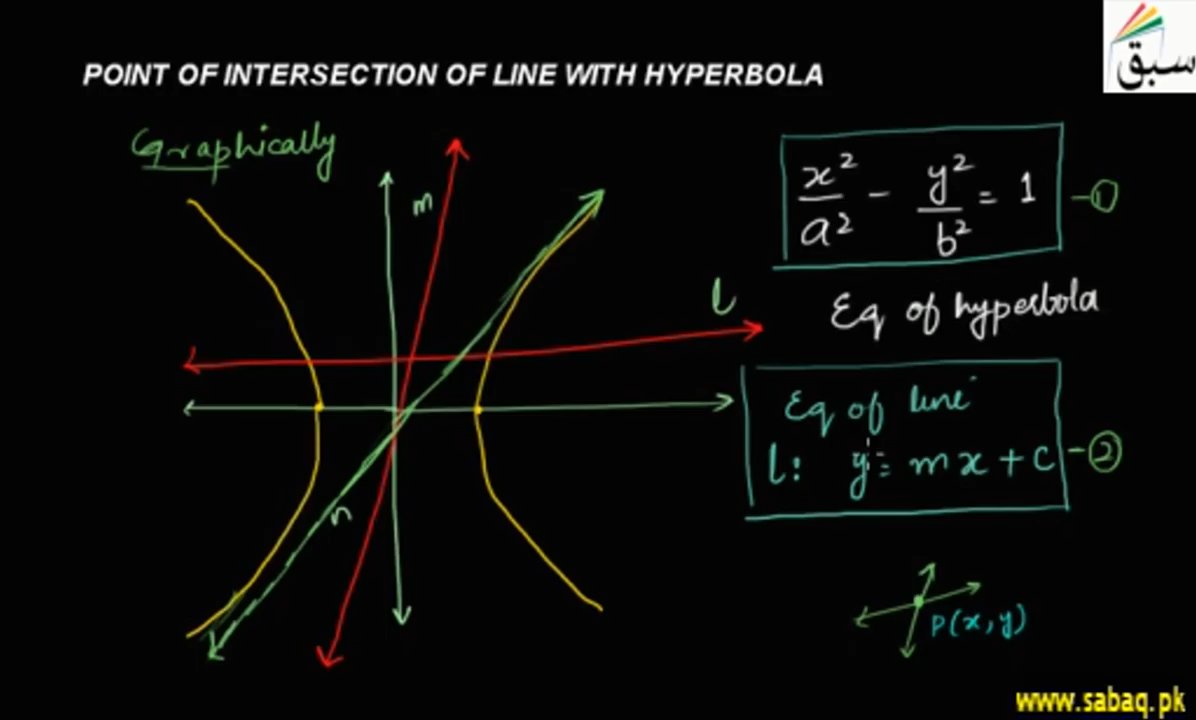 سبق
POINT OF INTERSECTION OF LINE WITH HYPERBOLA
Graphically
m
l
n
x²/a² - y²/b² = 1 -①
Eq of hyperbola
Eq of line
l: y = mx + c -②
P(x, y)
www.sabaq.pk